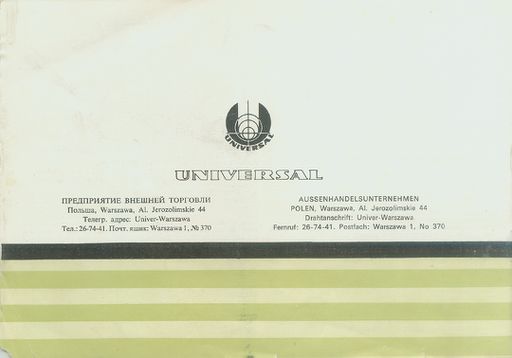 UNIVERSAL
UNIVERSAL
ПРЕДПРИЯТИЕ ВНЕШНЕЙ ТОРГОВЛИ
Польша, Warszawa, Al. Jerozolimskie 44
Телегр. адрес: Univer-Warszawa
Тел.: 26-74-41. Почт. ящик: Warszawa 1, № 370
AUSSENHANDELSUNTERNEHMEN
POLEN, Warszawa, Al. Jerozolimskie 44
Drahtanschrift: Univer-Warszawa
Fernruf: 26-74-41. Postfach: Warszawa 1, No 370